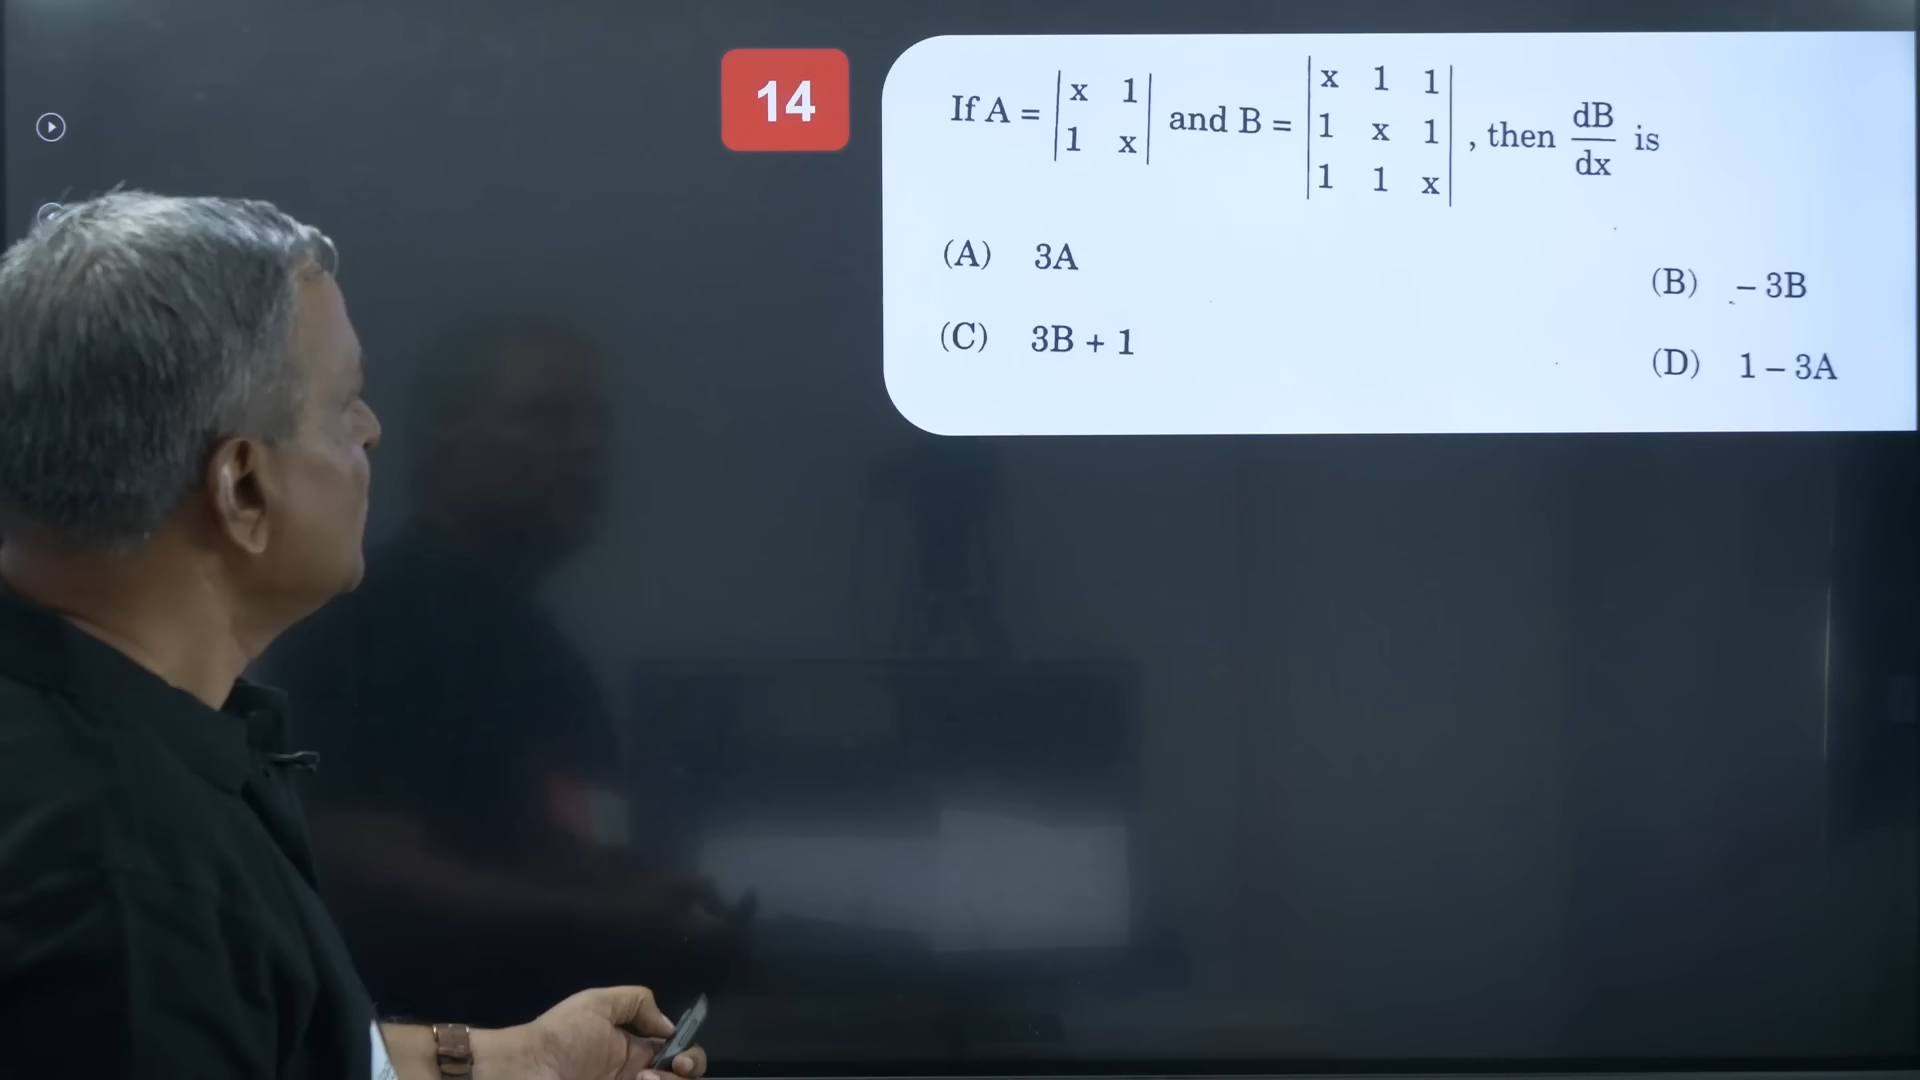 14
If A = | x 1 | and B = | x 1 1 | , then dB/dx is
| 1 x | | 1 x 1 |
| 1 1 x |
(A) 3A
(B) – 3B
(C) 3B + 1
(D) 1 – 3A